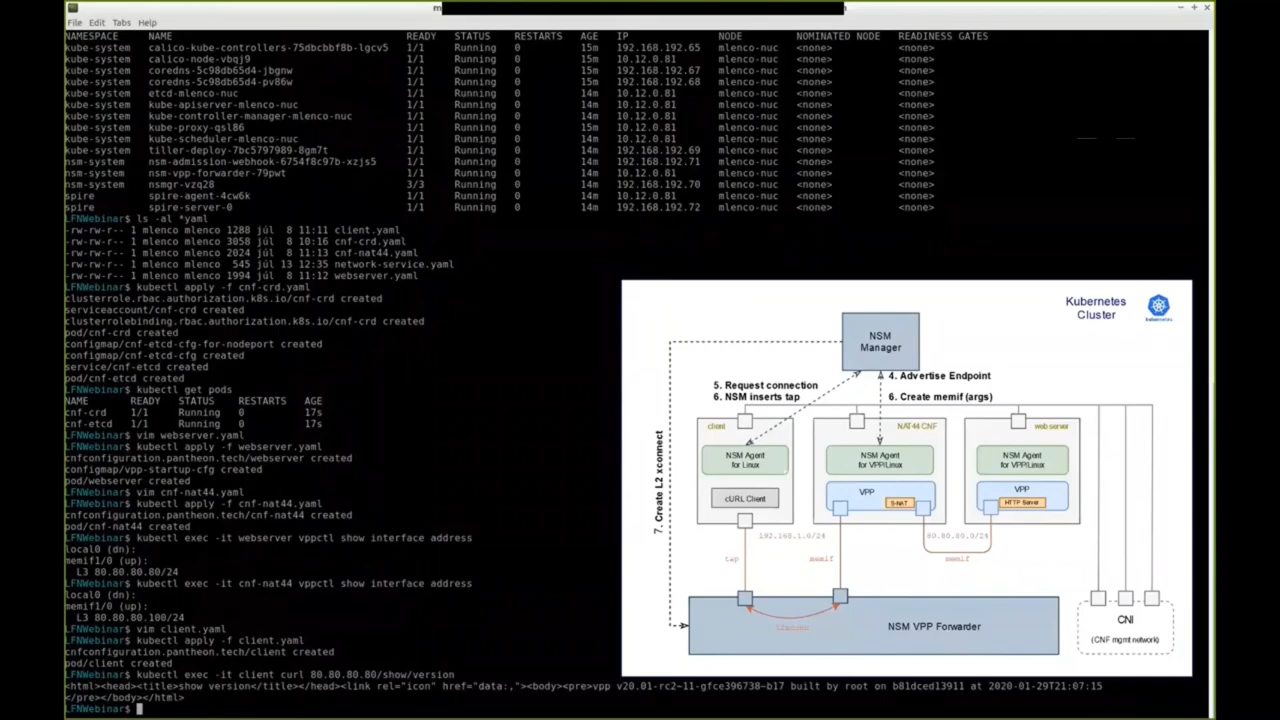 File Edit Tabs Help
NAMESPACE NAME READY STATUS RESTARTS AGE IP NODE NOMINATED NODE READINESS GATES
kube-system calico-kube-controllers-75dbcbbf8b-lgcv5 1/1 Running 0 15m 192.168.192.65 mlenco-nuc <none> <none>
kube-system calico-node-vbqj9 1/1 Running 0 15m 10.12.0.81 mlenco-nuc <none> <none>
kube-system coredns-5c98db65d4-jbgnw 1/1 Running 0 15m 192.168.192.67 mlenco-nuc <none> <none>
kube-system coredns-5c98db65d4-pv86w 1/1 Running 0 15m 192.168.192.68 mlenco-nuc <none> <none>
kube-system etcd-mlenco-nuc 1/1 Running 0 14m 10.12.0.81 mlenco-nuc <none> <none>
kube-system kube-apiserver-mlenco-nuc 1/1 Running 0 14m 10.12.0.81 mlenco-nuc <none> <none>
kube-system kube-controller-manager-mlenco-nuc 1/1 Running 0 14m 10.12.0.81 mlenco-nuc <none> <none>
kube-system kube-proxy-qsl86 1/1 Running 0 15m 10.12.0.81 mlenco-nuc <none> <none>
kube-system kube-scheduler-mlenco-nuc 1/1 Running 0 14m 10.12.0.81 mlenco-nuc <none> <none>
kube-system tiller-deploy-7bc5797989-8gm7t 1/1 Running 0 14m 192.168.192.69 mlenco-nuc <none> <none>
nsm-system nsm-admission-webhook-6754f8c97b-xzjs5 1/1 Running 0 14m 192.168.192.71 mlenco-nuc <none> <none>
nsm-system nsm-vpp-forwarder-79pwt 1/1 Running 0 14m 10.12.0.81 mlenco-nuc <none> <none>
nsm-system nsmgr-vzq28 3/3 Running 0 14m 192.168.192.70 mlenco-nuc <none> <none>
spire spire-agent-4cw6k 1/1 Running 0 14m 10.12.0.81 mlenco-nuc <none> <none>
spire spire-server-0 1/1 Running 0 14m 192.168.192.72 mlenco-nuc <none> <none>
LFNWebinar$ ls -al *yaml
-rw-rw-r-- 1 mlenco mlenco 1288 júl 8 11:11 client.yaml
-rw-rw-r-- 1 mlenco mlenco 3058 júl 8 10:16 cnf-crd.yaml
-rw-rw-r-- 1 mlenco mlenco 2024 júl 8 11:13 cnf-nat44.yaml
-rw-rw-r-- 1 mlenco mlenco 545 júl 13 12:35 network-service.yaml
-rw-rw-r-- 1 mlenco mlenco 1994 júl 8 11:12 webserver.yaml
LFNWebinar$ kubectl apply -f cnf-crd.yaml
clusterrole.rbac.authorization.k8s.io/cnf-crd created
serviceaccount/cnf-crd created
clusterrolebinding.rbac.authorization.k8s.io/cnf-crd created
pod/cnf-crd created
configmap/cnf-etcd-cfg-for-nodeport created
configmap/cnf-etcd-cfg created
service/cnf-etcd created
pod/cnf-etcd created
LFNWebinar$ kubectl get pods
NAME READY STATUS RESTARTS AGE
cnf-crd 1/1 Running 0 17s
cnf-etcd 1/1 Running 0 17s
LFNWebinar$ vim webserver.yaml
LFNWebinar$ kubectl apply -f webserver.yaml
cnfconfiguration.pantheon.tech/webserver created
configmap/vpp-startup-cfg created
pod/webserver created
LFNWebinar$ vim cnf-nat44.yaml
LFNWebinar$ kubectl apply -f cnf-nat44.yaml
cnfconfiguration.pantheon.tech/cnf-nat44 created
pod/cnf-nat44 created
LFNWebinar$ kubectl exec -it webserver vppctl show interface address
local0 (dn):
memif1/0 (up):
L3 80.80.80.80/24
LFNWebinar$ kubectl exec -it cnf-nat44 vppctl show interface address
local0 (dn):
memif1/0 (up):
L3 80.80.80.100/24
LFNWebinar$ vim client.yaml
LFNWebinar$ kubectl apply -f client.yaml
cnfconfiguration.pantheon.tech/client created
pod/client created
LFNWebinar$ kubectl exec -it client curl 80.80.80.80/show/version
<html><head><title>show version</title></head><link rel="icon" href="data:,"><body><pre>vpp v20.01-rc2~11-gfce396738~b17 built by root on b81dced13911 at 2020-01-29T21:07:15
</pre></body></html>
LFNWebinar$
Kubernetes
Cluster
kubernetes
NSM
Manager
4. Advertise Endpoint
5. Request connection
6. NSM inserts tap
6. Create memif (args)
client
NAT44 CNF
web server
NSM Agent
for Linux
NSM Agent
for VPP/Linux
NSM Agent
for VPP/Linux
cURL Client
VPP
S-NAT
VPP
HTTP Server
7. Create L2 xconnect
192.168.1.0/24
80.80.80.0/24
tap
memif
memif
NSM VPP Forwarder
CNI
(CNF mgmt network)